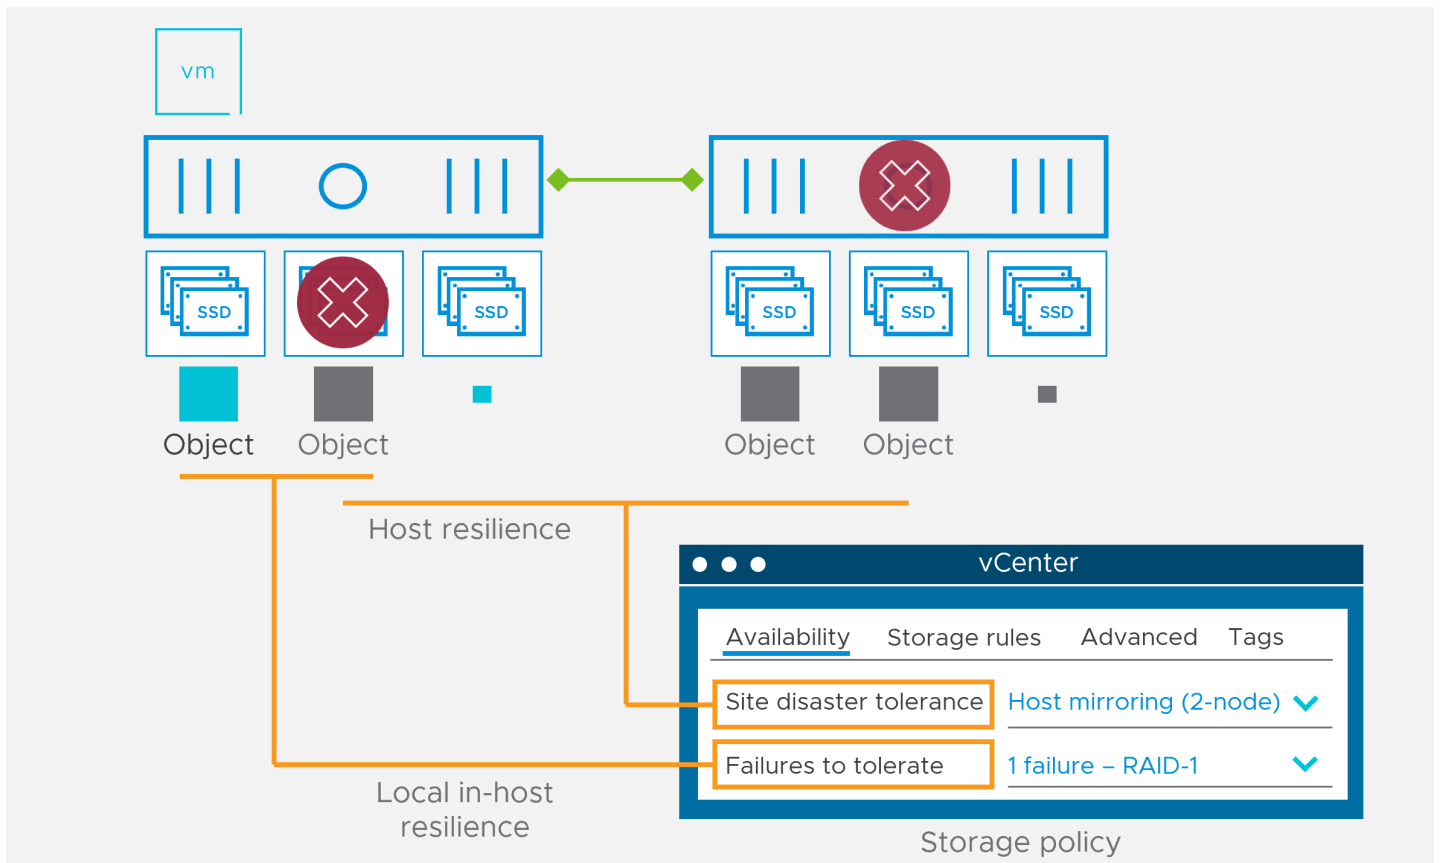 vm
SSD
SSD
SSD
SSD
SSD
Object
Object
Object
Object
Host resilience
vCenter
Availability Storage rules Advanced Tags
Site disaster tolerance Host mirroring (2-node)
Failures to tolerate 1 failure – RAID-1
Local in-host
resilience
Storage policy